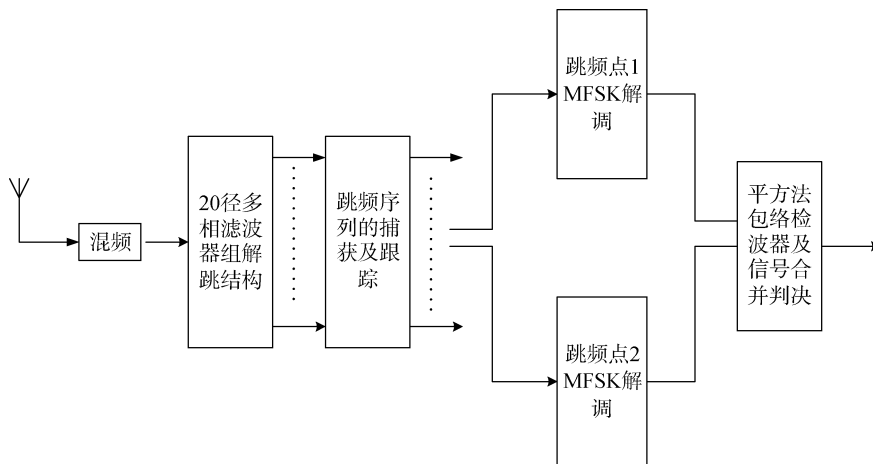 混频
20径多
相滤波
器组解
跳结构
跳频序
列的捕
获及跟
踪
跳频点1
MFSK解
调
跳频点2
MFSK解
调
平方法
包络检
波器及
信号合
并判决